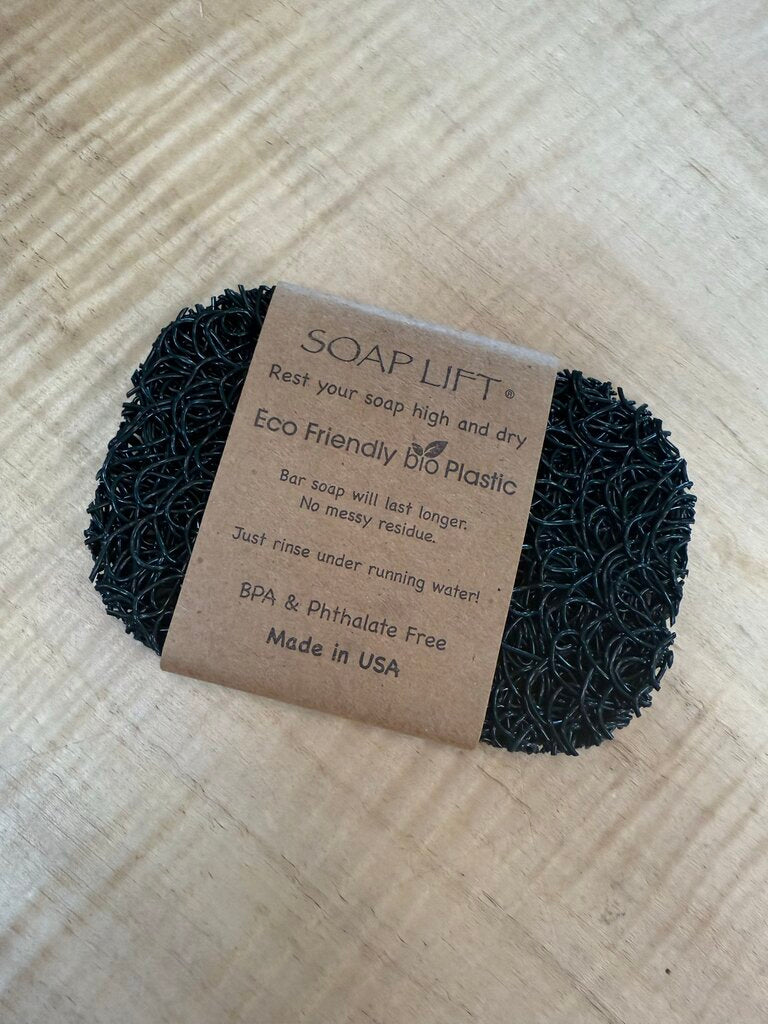 SOAP LIFT®
Rest your soap high and dry
Eco Friendly bio Plastic
Bar soap will last longer.
No messy residue.
Just rinse under running water!
BPA & Phthalate Free
Made in USA